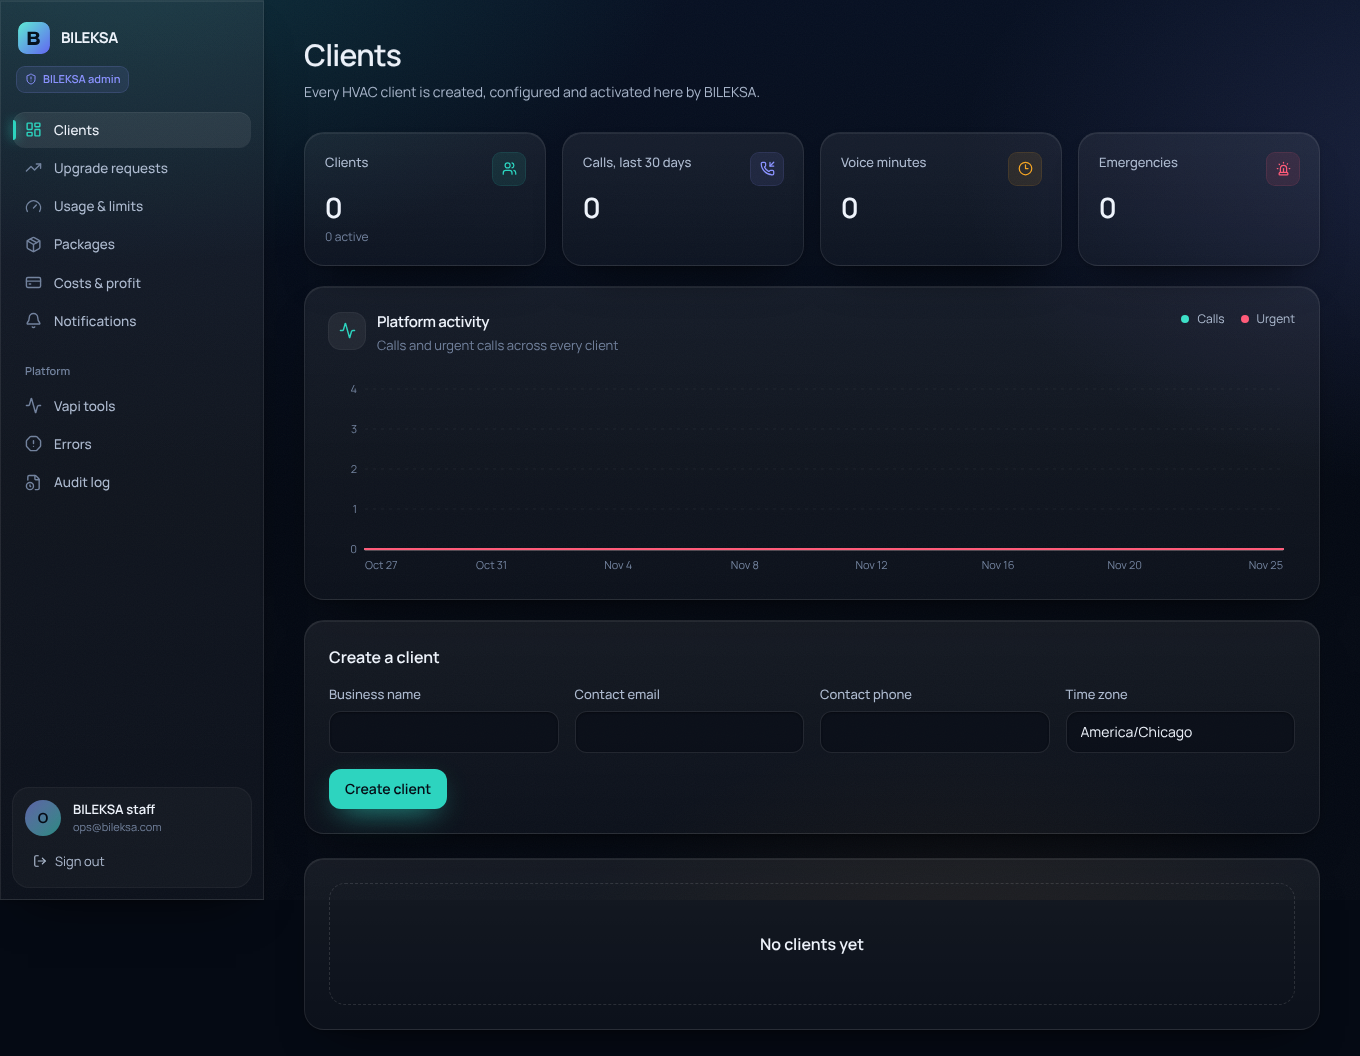 B BILEKSA
BILEKSA admin
Clients
Upgrade requests
Usage & limits
Packages
Costs & profit
Notifications
Platform
Vapi tools
Errors
Audit log
O
BILEKSA staff
ops@bileksa.com
Sign out
Clients
Every HVAC client is created, configured and activated here by BILEKSA.
Clients
0
0 active
Calls, last 30 days
0
Voice minutes
0
Emergencies
0
Platform activity
Calls and urgent calls across every client
Calls Urgent
4
3
2
1
0
Oct 27 Oct 31 Nov 4 Nov 8 Nov 12 Nov 16 Nov 20 Nov 25
Create a client
Business name Contact email Contact phone Time zone
America/Chicago
Create client
No clients yet